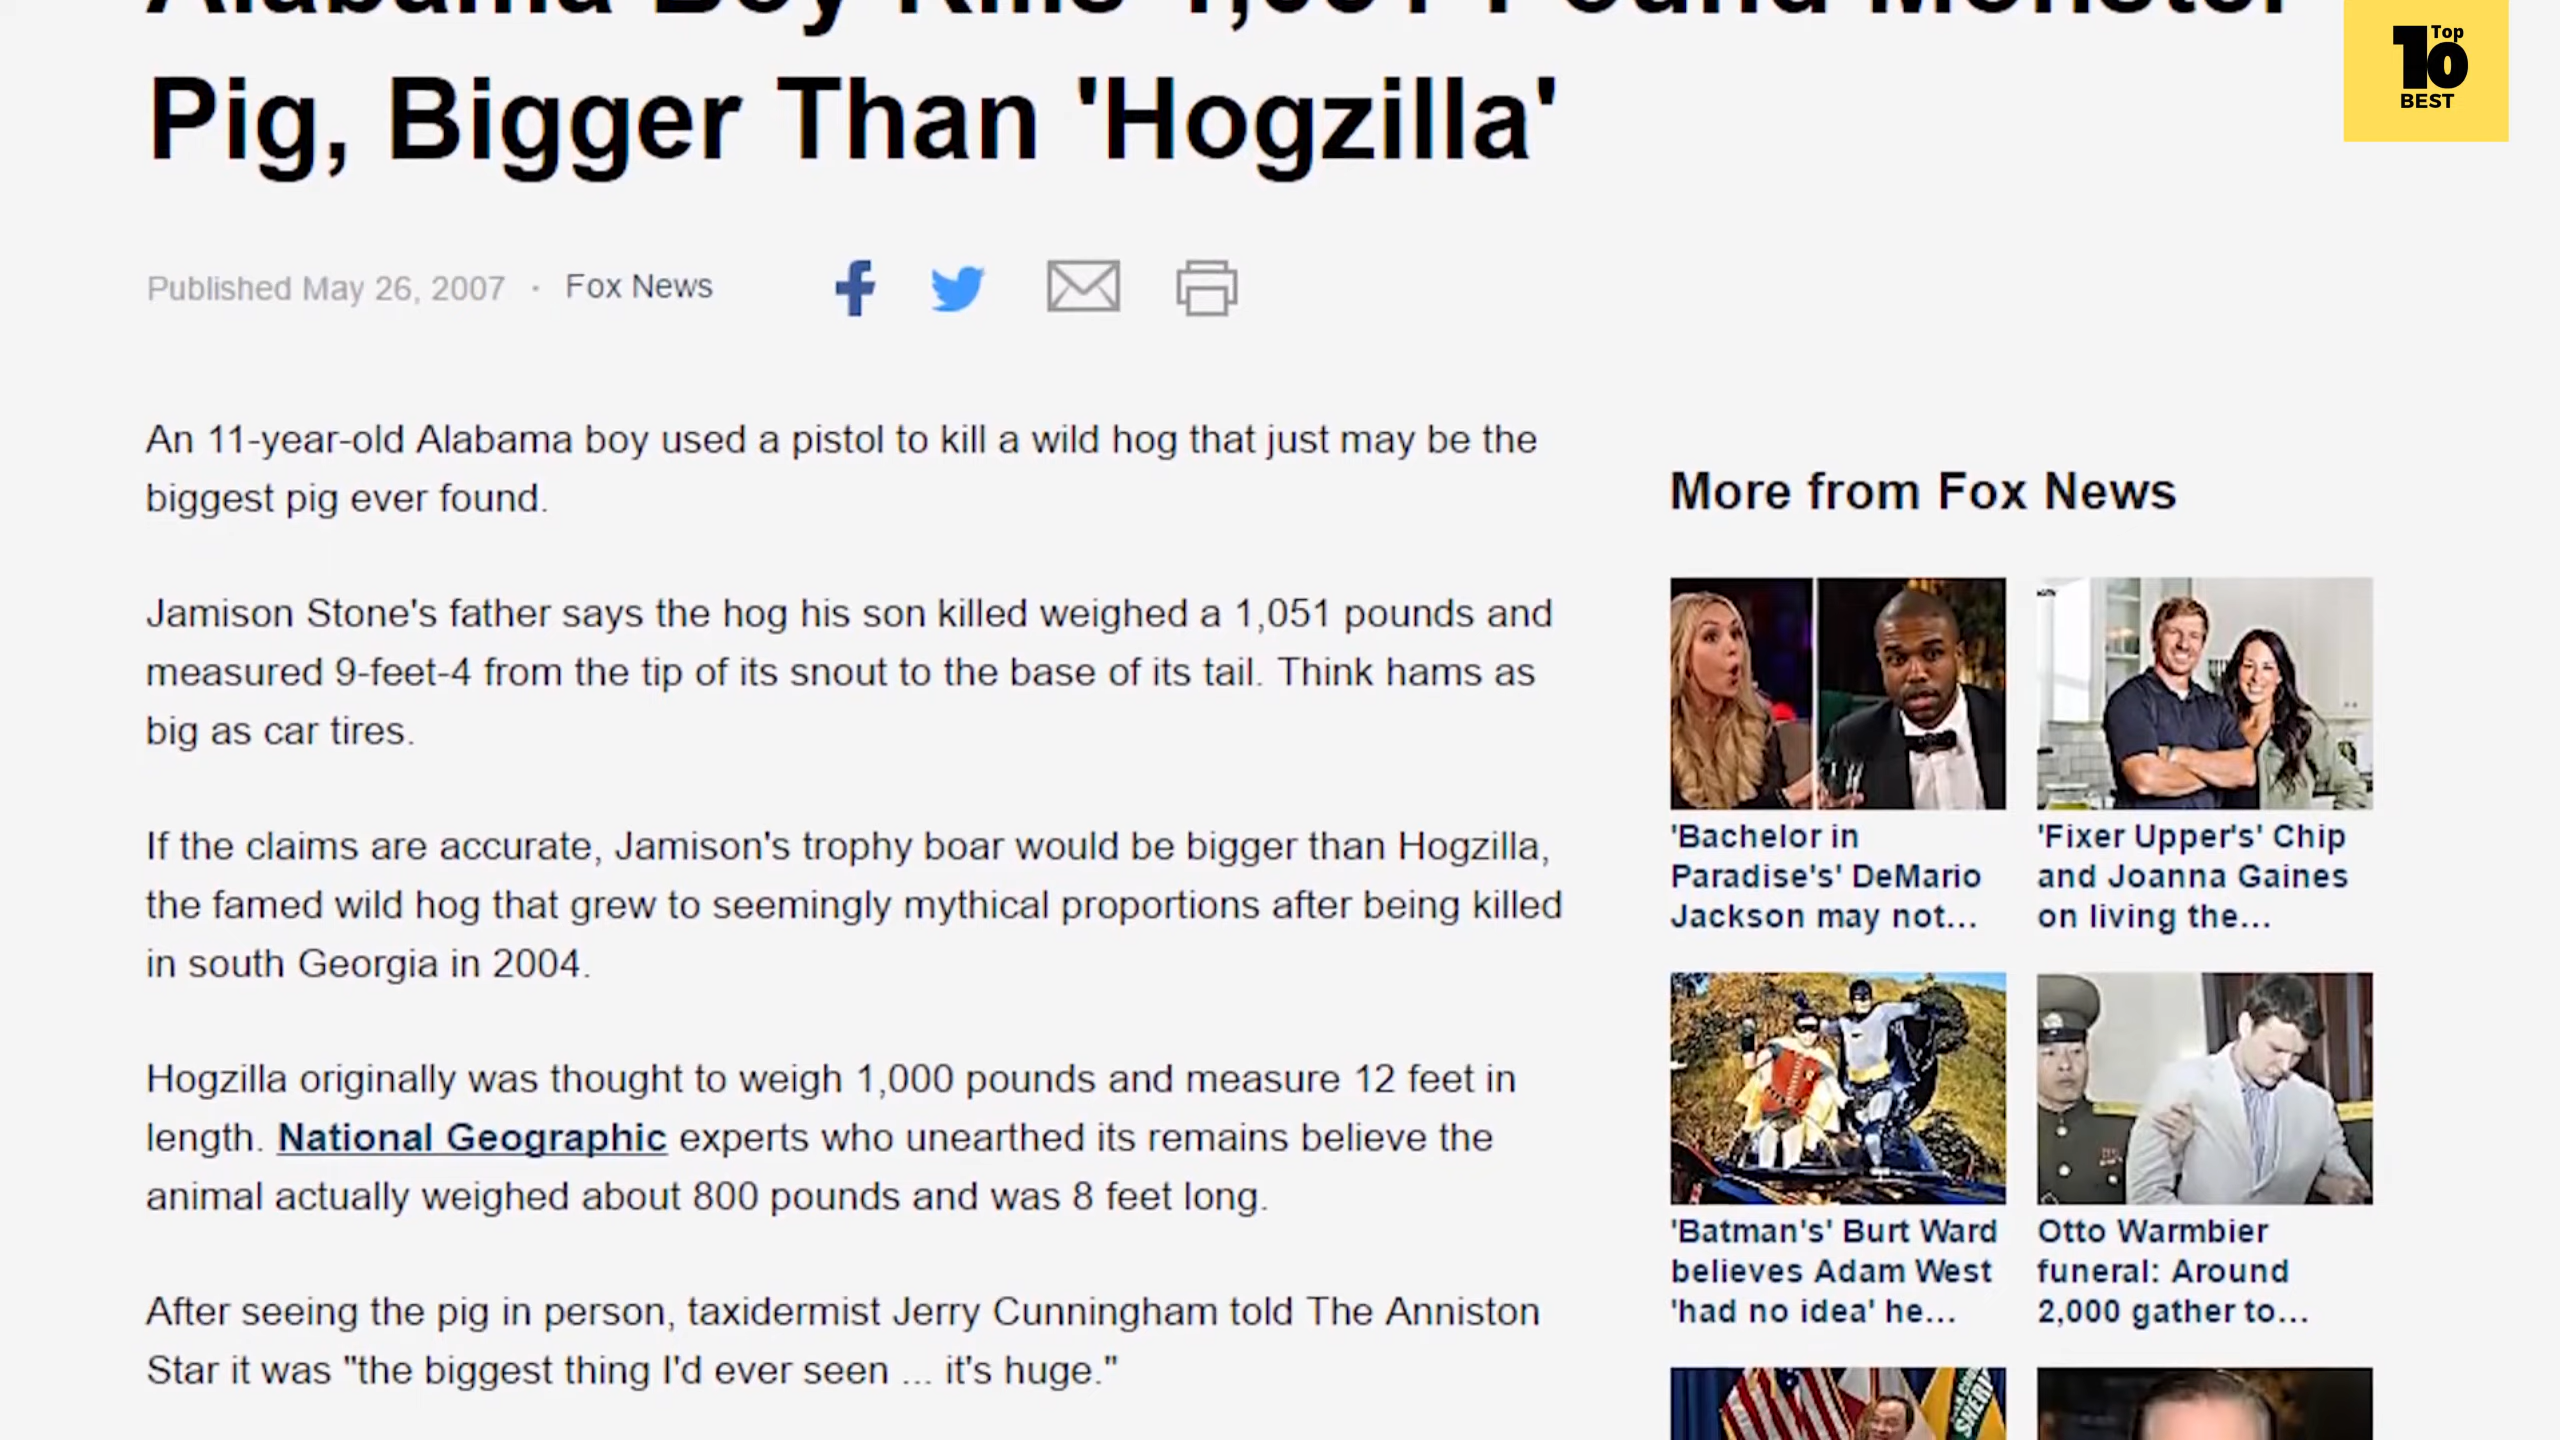 Alabama Boy Kills 1,051 Pound Monster
Pig, Bigger Than 'Hogzilla'
Top
10
BEST
Published May 26, 2007 · Fox News
An 11-year-old Alabama boy used a pistol to kill a wild hog that just may be the
biggest pig ever found.
Jamison Stone's father says the hog his son killed weighed a 1,051 pounds and
measured 9-feet-4 from the tip of its snout to the base of its tail. Think hams as
big as car tires.
If the claims are accurate, Jamison's trophy boar would be bigger than Hogzilla,
the famed wild hog that grew to seemingly mythical proportions after being killed
in south Georgia in 2004.
Hogzilla originally was thought to weigh 1,000 pounds and measure 12 feet in
length. National Geographic experts who unearthed its remains believe the
animal actually weighed about 800 pounds and was 8 feet long.
After seeing the pig in person, taxidermist Jerry Cunningham told The Anniston
Star it was "the biggest thing I'd ever seen ... it's huge."
More from Fox News
'Bachelor in
Paradise's' DeMario
Jackson may not...
'Fixer Upper's' Chip
and Joanna Gaines
on living the...
'Batman's' Burt Ward
believes Adam West
'had no idea' he...
Otto Warmbier
funeral: Around
2,000 gather to...